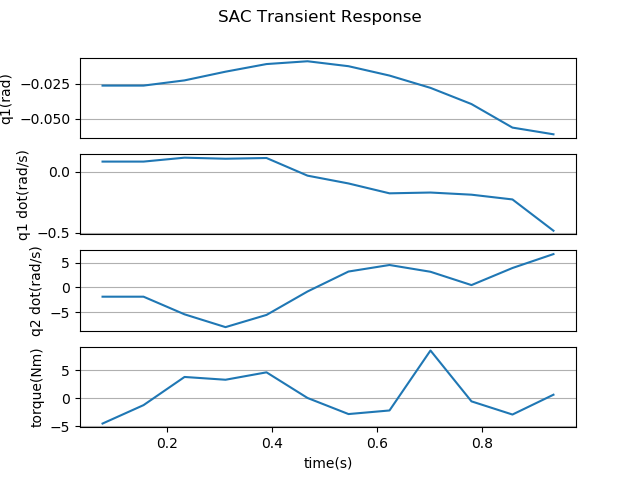 SAC Transient Response
q1(rad)
−0.025
−0.050
q1 dot(rad/s)
0.0
−0.5
q2 dot(rad/s)
5
0
−5
torque(Nm)
5
0
−5
0.2 0.4 0.6 0.8
time(s)